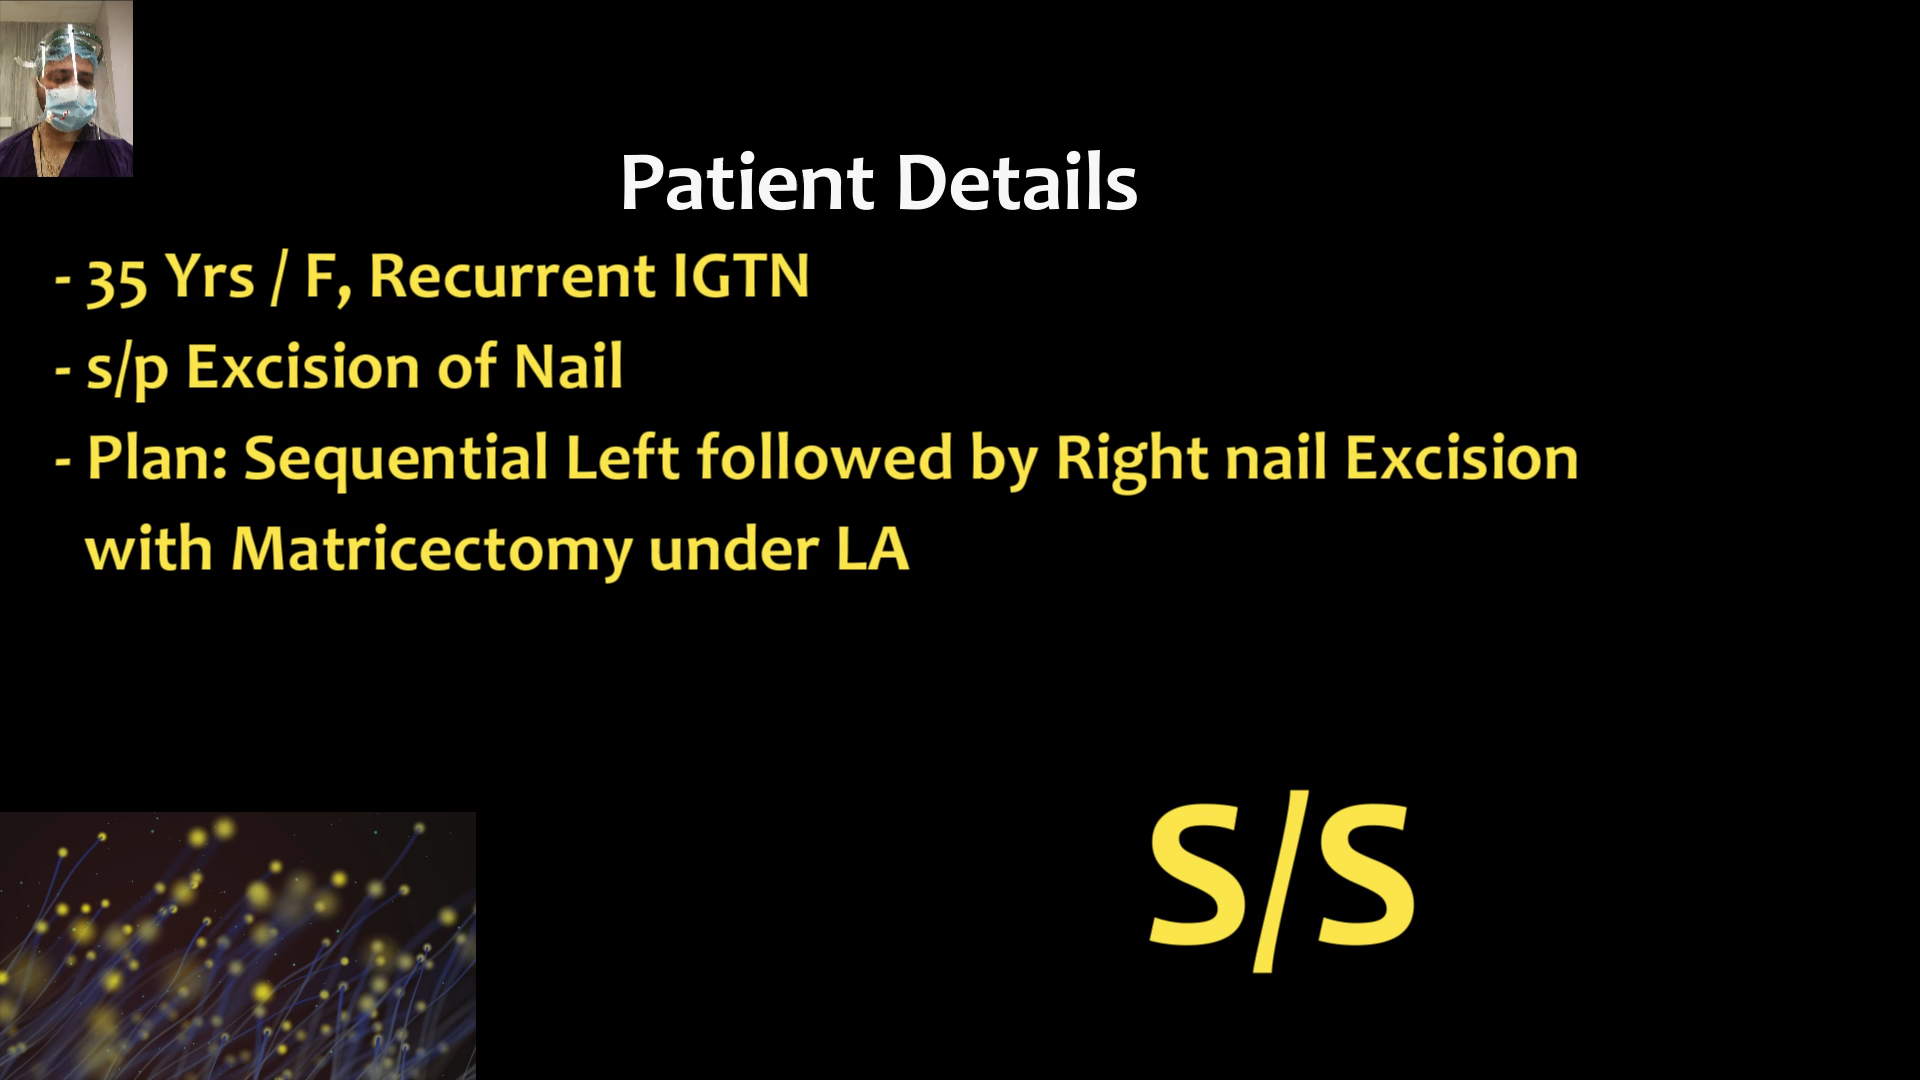 Patient Details
- 35 Yrs / F, Recurrent IGTN
- s/p Excision of Nail
- Plan: Sequential Left followed by Right nail Excision
with Matricectomy under LA
S/S